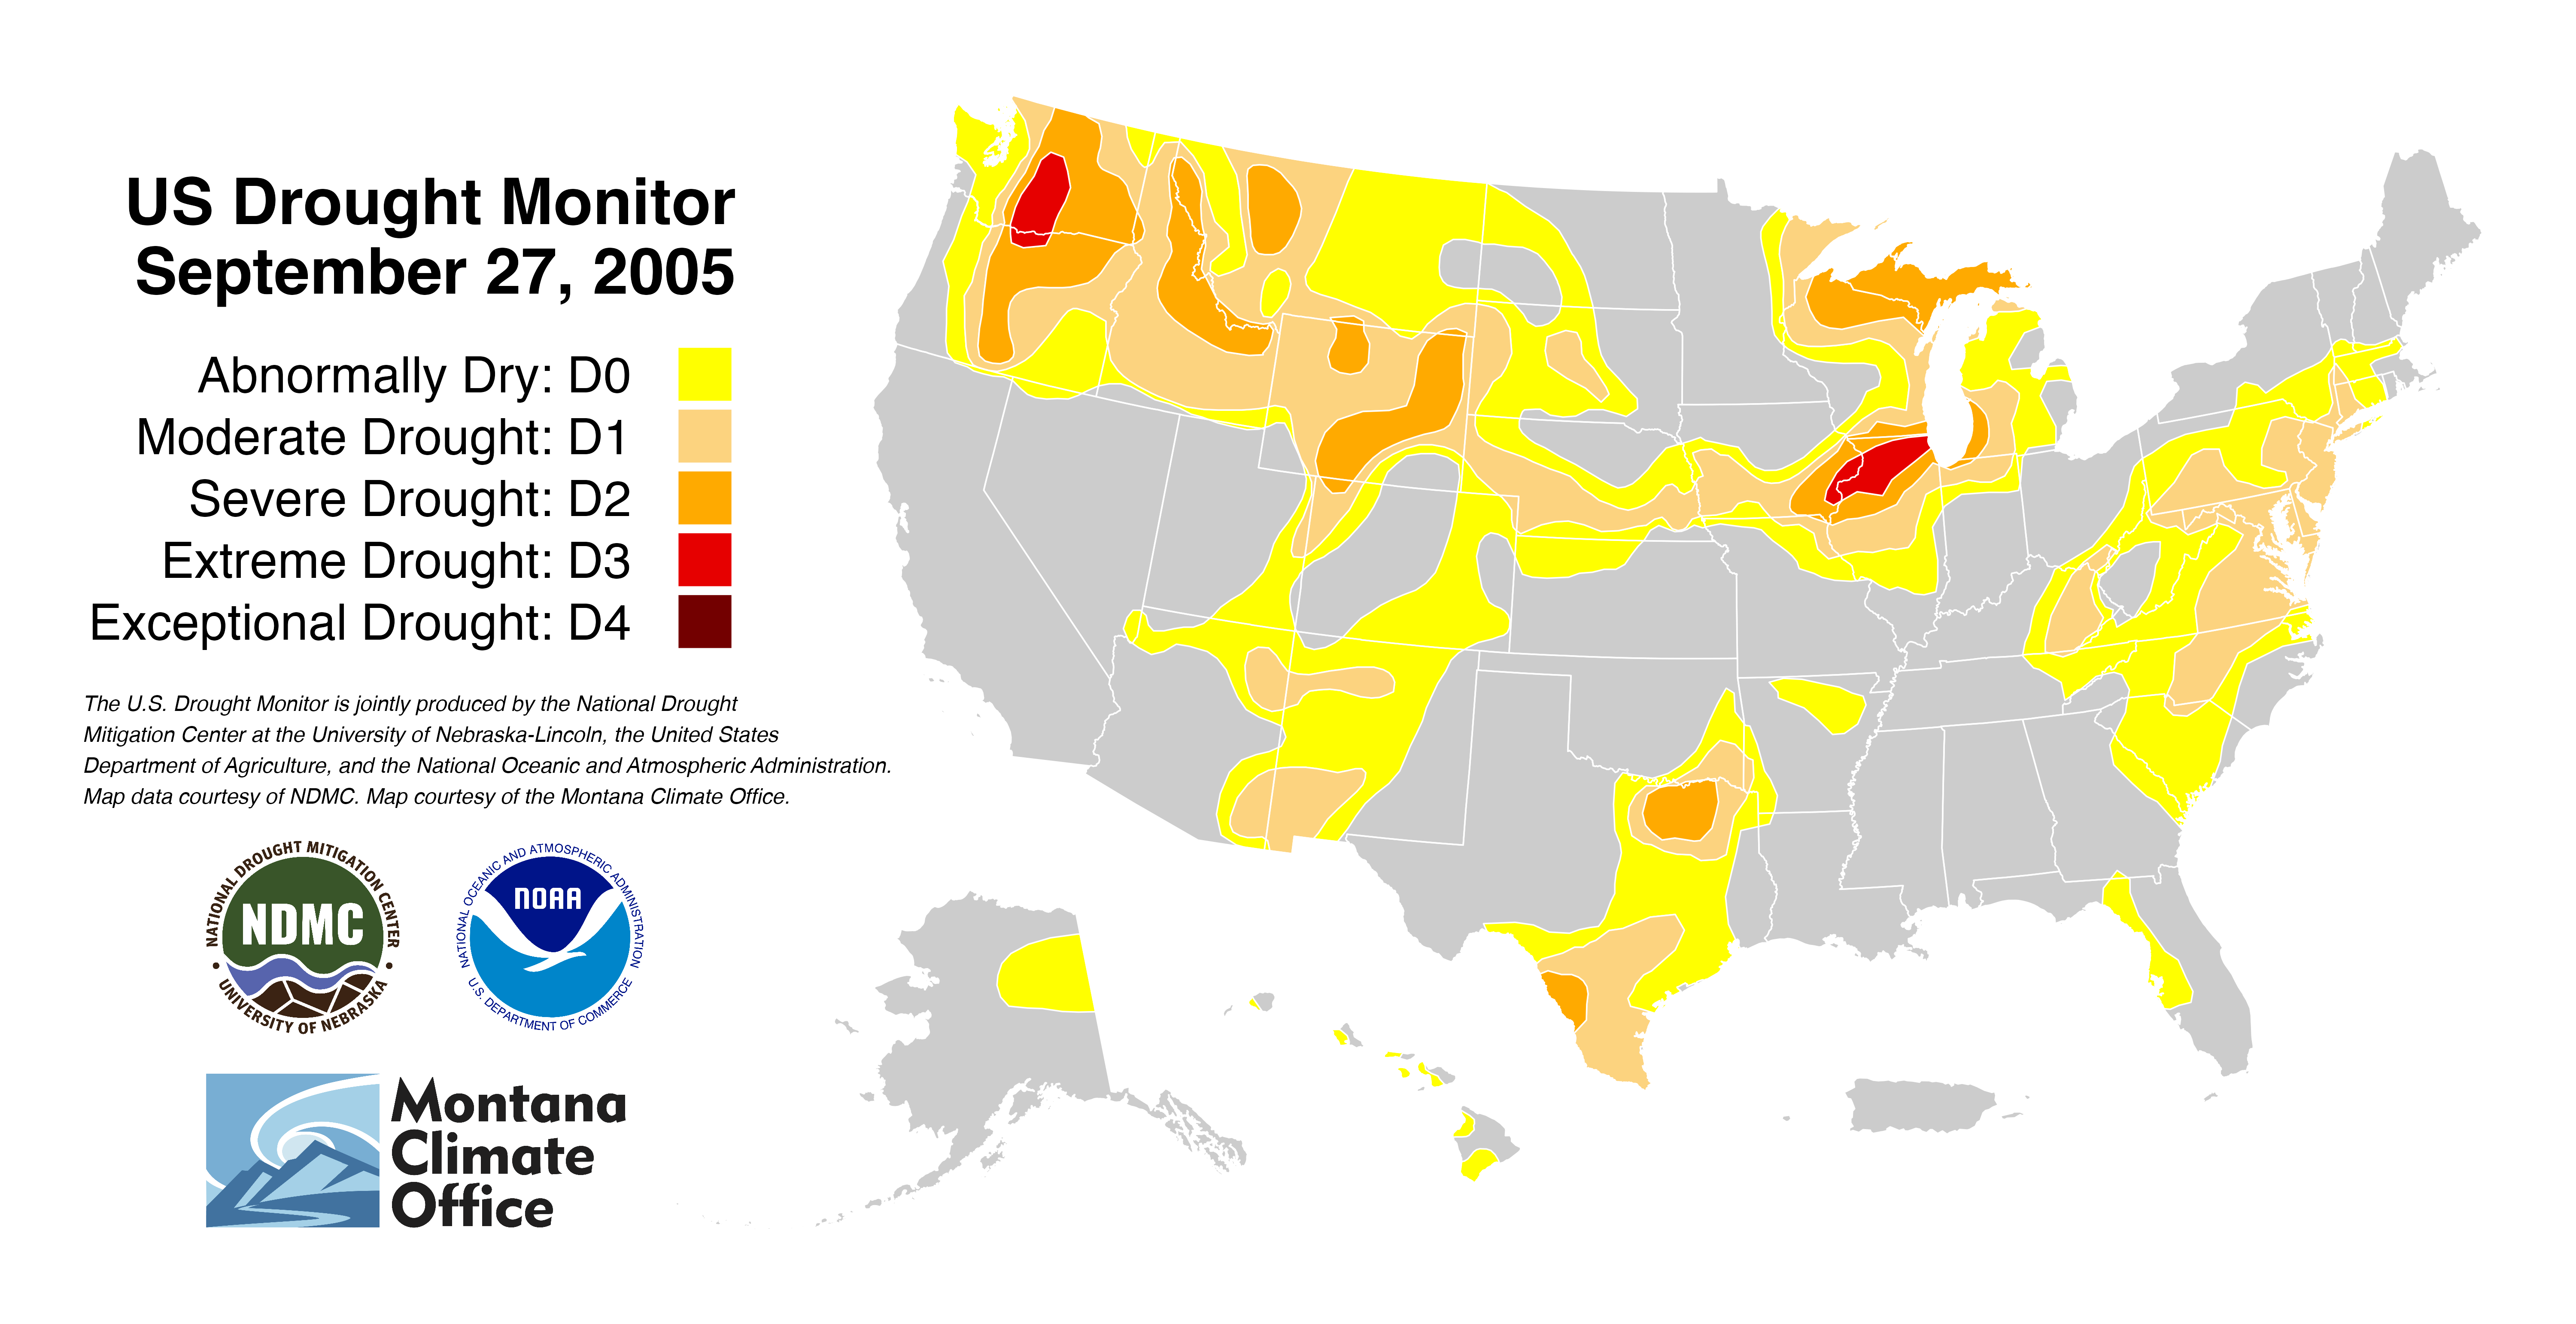 US Drought Monitor
September 27, 2005
Abnormally Dry: D0
Moderate Drought: D1
Severe Drought: D2
Extreme Drought: D3
Exceptional Drought: D4
The U.S. Drought Monitor is jointly produced by the National Drought
Mitigation Center at the University of Nebraska-Lincoln, the United States
Department of Agriculture, and the National Oceanic and Atmospheric Administration.
Map data courtesy of NDMC. Map courtesy of the Montana Climate Office.
NATIONAL DROUGHT MITIGATION CENTER
NDMC
• UNIVERSITY OF NEBRASKA •
NATIONAL OCEANIC AND ATMOSPHERIC ADMINISTRATION
NOAA
U.S. DEPARTMENT OF COMMERCE
Montana
Climate
Office